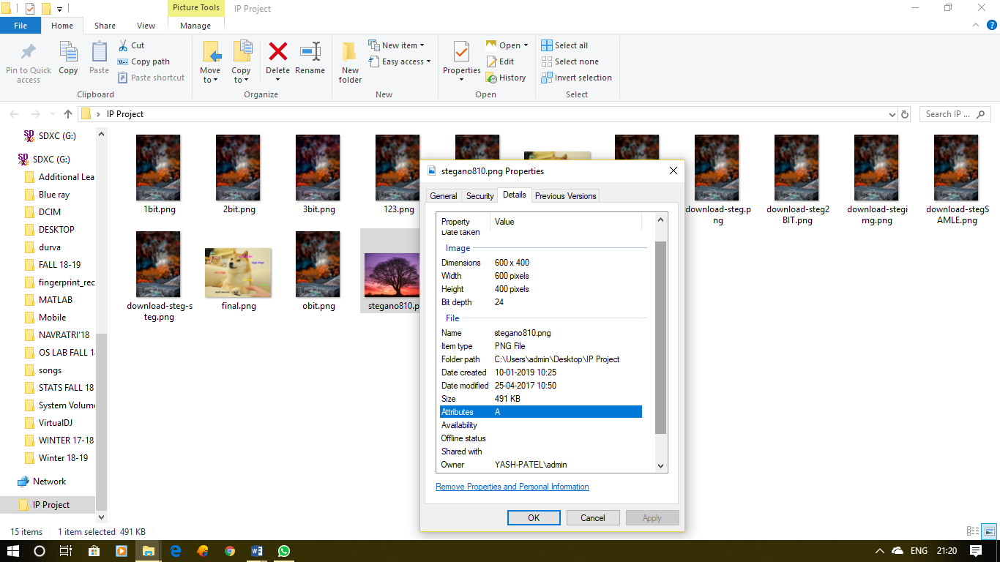 Picture Tools
IP Project
File
Home
Share
View
Manage
Pin to Quick access
Copy
Paste
Cut
Copy path
Paste shortcut
Clipboard
Move to
Copy to
Delete
Rename
Organize
New folder
New item
Easy access
New
Properties
Open
Edit
History
Open
Select all
Select none
Invert selection
Select
IP Project
Search IP ...
SDXC (G:)
SDXC (G:)
Additional Lea
Blue ray
DCIM
DESKTOP
durva
FALL 18-19
fingerprint_rec
MATLAB
Mobile
NAVRATRI'18
OS LAB FALL 1
songs
STATS FALL 18
System Volum
VirtualDJ
WINTER 17-18
Winter 18-19
Network
IP Project
1bit.png
2bit.png
3bit.png
123.png
download-steg.p
ng
download-steg2
BIT.png
download-stegi
mg.png
download-stegS
AMLE.png
download-steg-s
teg.png
final.png
obit.png
stegano810.p
stegano810.png Properties
General
Security
Details
Previous Versions
Property
Value
Date taken
Image
Dimensions 600 x 400
Width 600 pixels
Height 400 pixels
Bit depth 24
File
Name stegano810.png
Item type PNG File
Folder path C:\Users\admin\Desktop\IP Project
Date created 10-01-2019 10:25
Date modified 25-04-2017 10:50
Size 491 KB
Attributes A
Availability
Offline status
Shared with
Owner YASH-PATEL\admin
Remove Properties and Personal Information
OK
Cancel
Apply
15 items
1 item selected 491 KB
ENG
21:20